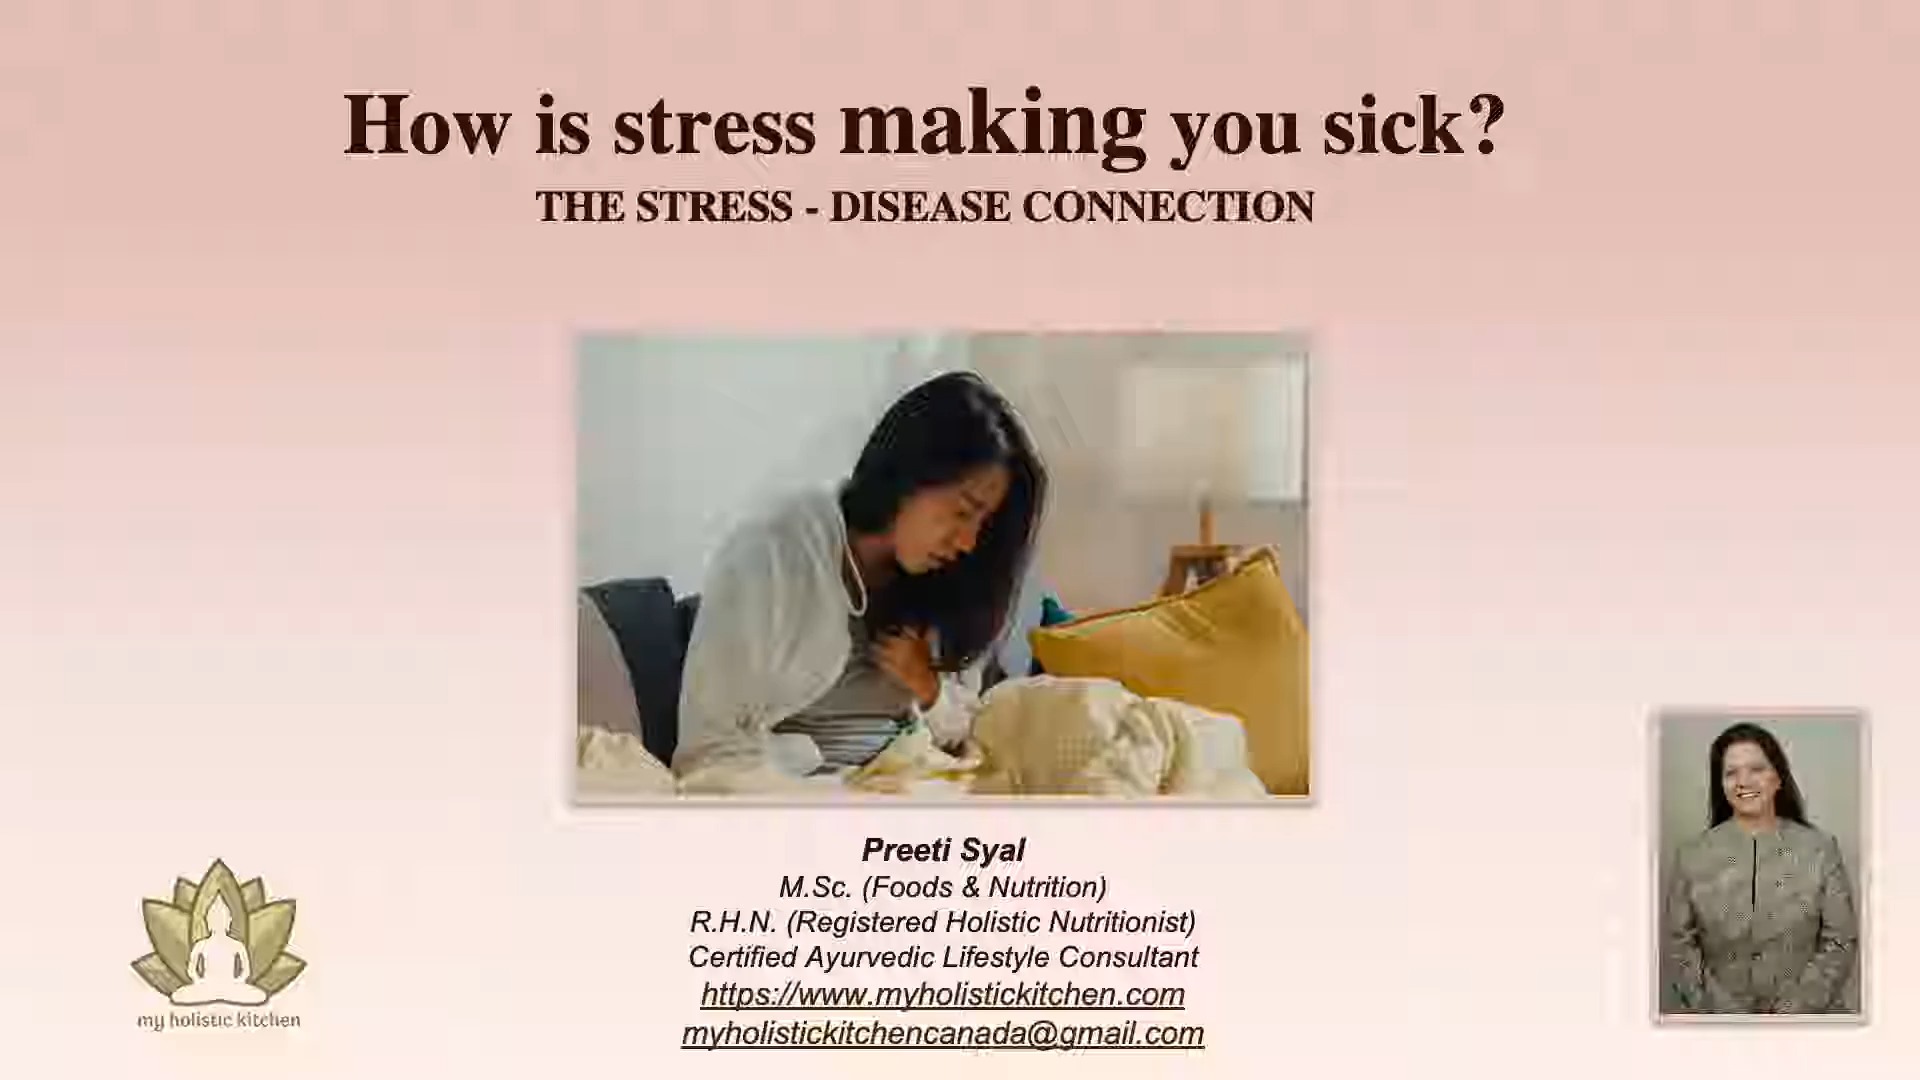 How is stress making you sick?
THE STRESS - DISEASE CONNECTION
Preeti Syal
M.Sc. (Foods & Nutrition)
R.H.N. (Registered Holistic Nutritionist)
Certified Ayurvedic Lifestyle Consultant
https://www.myholistickitchen.com
myholistickitchencanada@gmail.com
my holistic kitchen